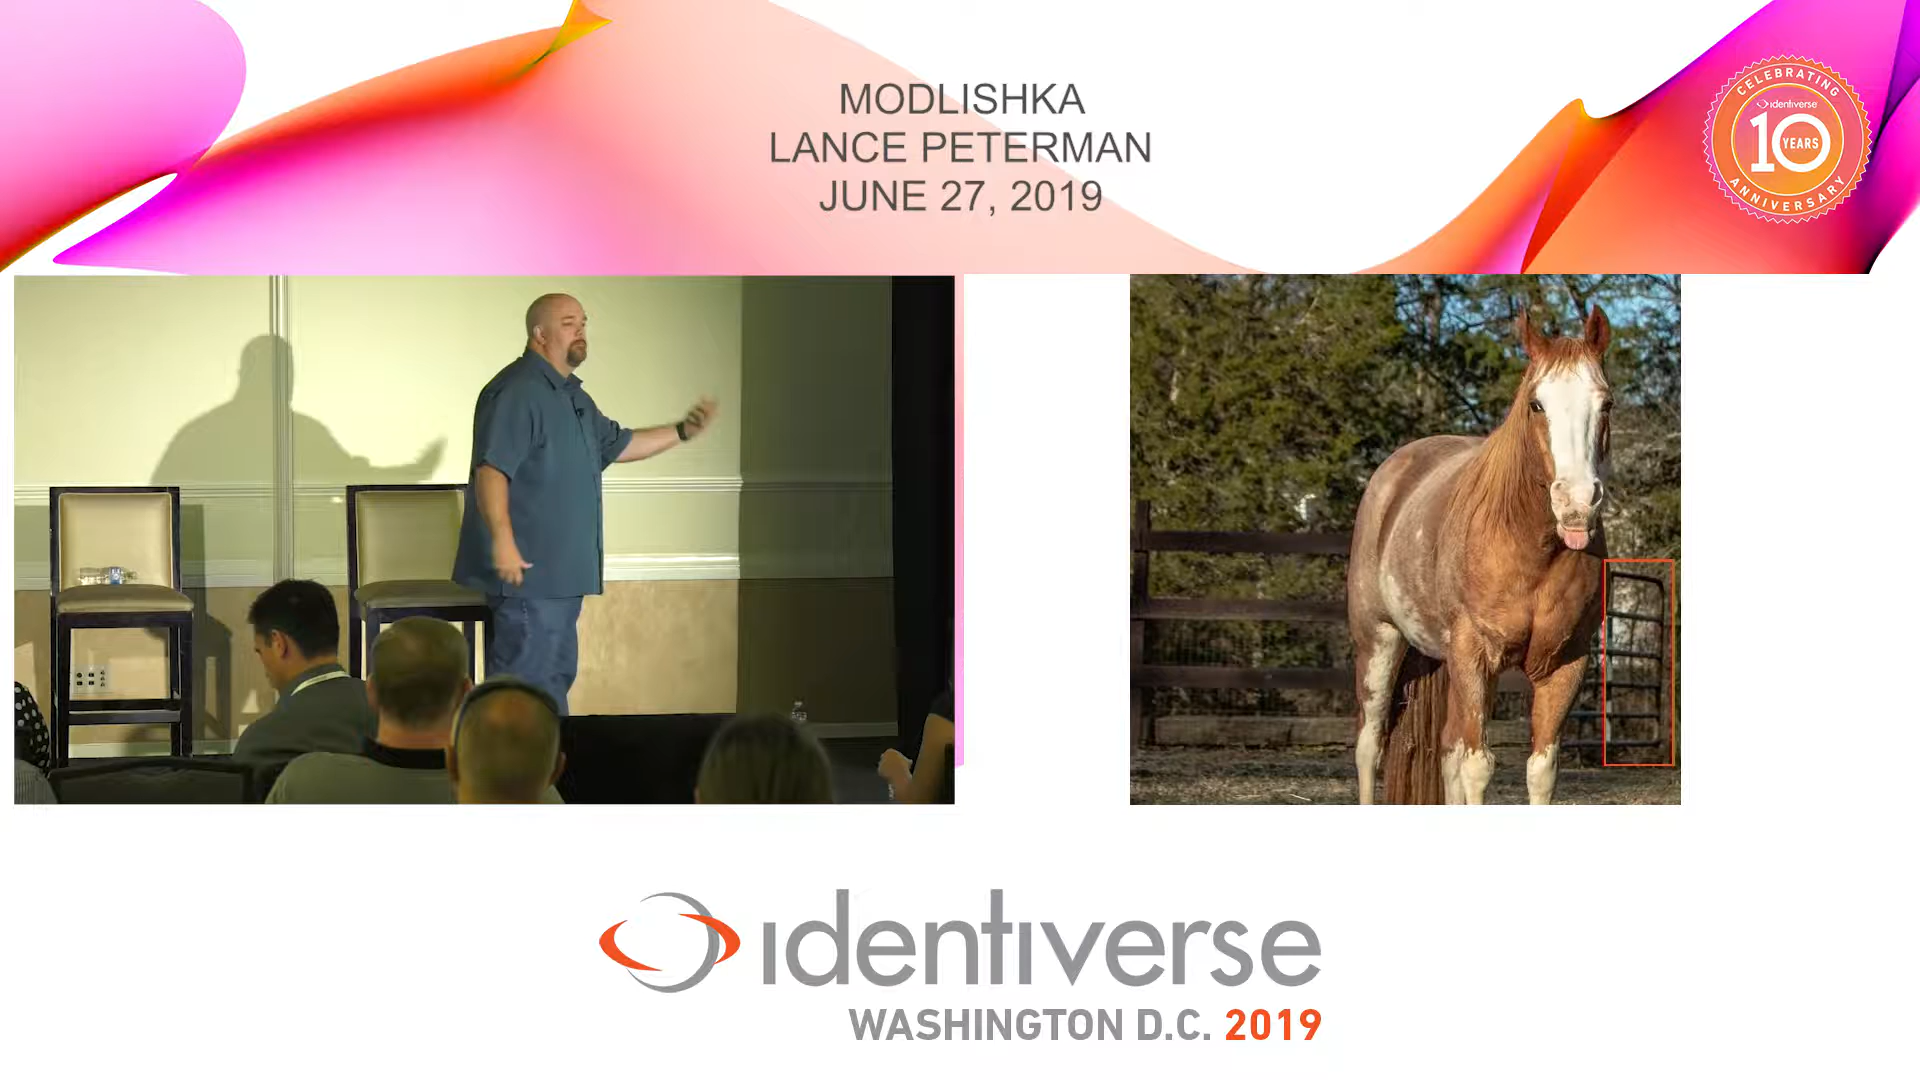 MODLISHKA
LANCE PETERMAN
JUNE 27, 2019
CELEBRATING
identiverse
10
YEARS
ANNIVERSARY
identiverse
WASHINGTON D.C. 2019